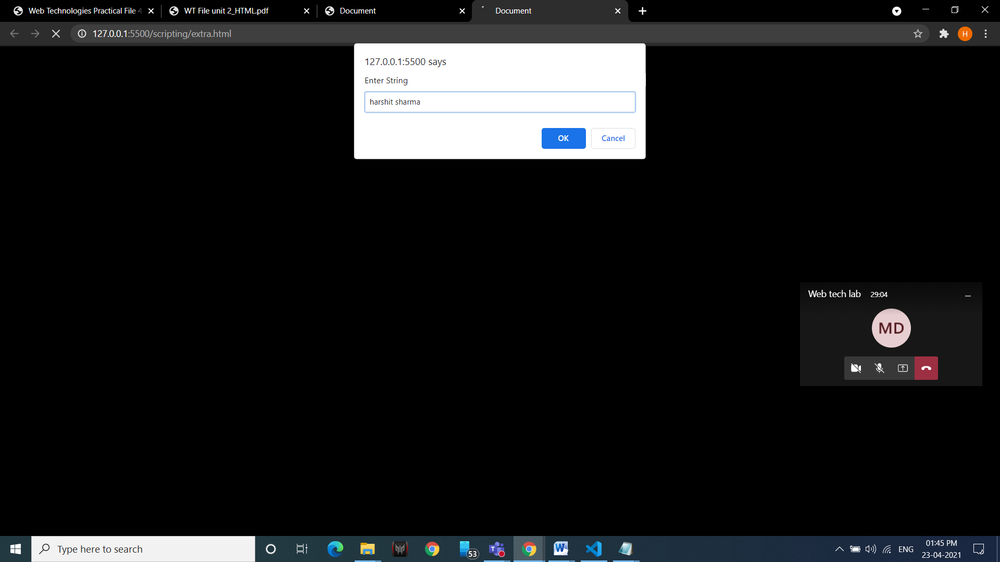 Web Technologies Practical File 4
WT File unit 2_HTML.pdf
Document
Document
127.0.0.1:5500/scripting/extra.html
H
127.0.0.1:5500 says
Enter String
harshit sharma
OK
Cancel
Web tech lab 29:04
MD
Type here to search
53
T
W
ENG
01:45 PM
23-04-2021